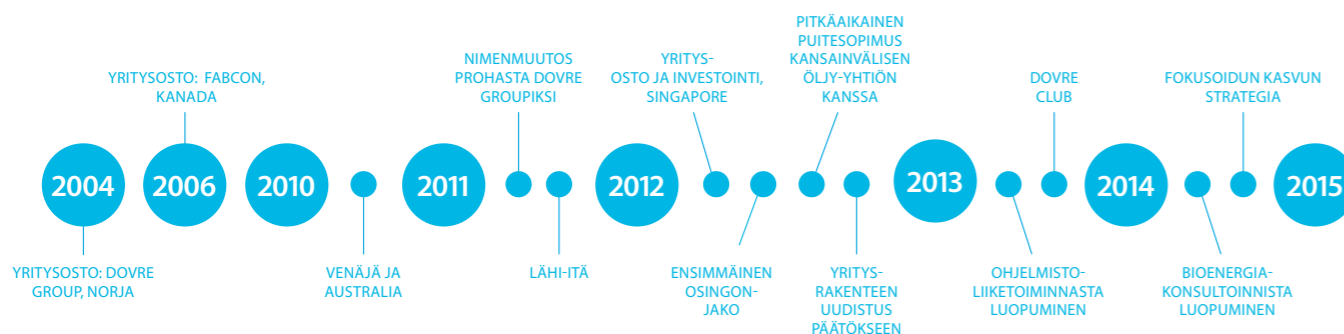 YRITYSOSTO: FABCON,
KANADA
NIMENMUUTOS
PROHASTA DOVRE
GROUPIKSI
YRITYS-
OSTO JA INVESTOINTI,
SINGAPORE
PITKÄAIKAINEN
PUITESOPIMUS
KANSAINVÄLISEN
ÖLJY-YHTIÖN
KANSSA
DOVRE
CLUB
FOKUSOIDUN KASVUN
STRATEGIA
2004
2006
2010
2011
2012
2013
2014
2015
YRITYSOSTO: DOVRE
GROUP, NORJA
VENÄJÄ JA
AUSTRALIA
LÄHI-ITÄ
ENSIMMÄINEN
OSINGON-
JAKO
YRITYS-
RAKENTEEN
UUDISTUS
PÄÄTÖKSEEN
OHJELMISTO-
LIIKETOIMINNASTA
LUOPUMINEN
BIOENERGIA-
KONSULTOINNISTA
LUOPUMINEN